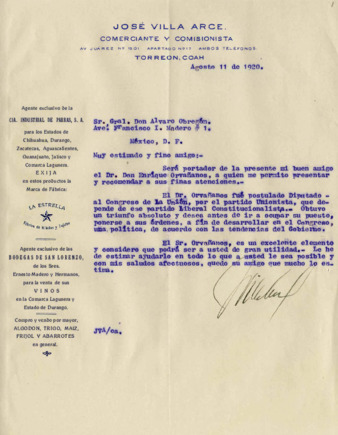 JOSÉ VILLA ARCE.
COMERCIANTE Y COMISIONISTA
AV. JUAREZ Nº 1501 APARTADO Nº 17 AMBOS TELEFONOS
TORREON, COAH
Agosto 11 de 1920.
Agente exclusivo de la
CIA. INDUSTRIAL DE PARRAS, S. A.
para los Estados de
Chihuahua, Durango,
Zacatecas, Aguascalientes,
Guanajuato, Jalisco y
Comarca Lagunera.
EXIJA
en estos productos la
Marca de Fábrica:
LA ESTRELLA
Fábrica de Hilados y Tejidos
Agente exclusivo de las
BODEGAS DE SAN LORENZO,
de los Sres.
Ernesto Madero y Hermanos,
para la venta de sus
VINOS
en la Comarca Lagunera y
Estado de Durango.
Compro y vendo por mayor,
ALGODON, TRIGO, MAIZ,
FRIJOL Y ABARROTES
en general.
Sr. Gral. Don Alvaro Obregón.
Ave. Francisco I. Madero # 1.
México, D. F.
Muy estimado y fino amigo:-
Será portador de la presente mi buen amigo
el Dr. Don Enrique Orrañanos, a quien me permito presentar
y recomendar a sus finas atenciones.
El Dr. Orrañanos fué postulado Diputado
al Congreso de la Unión, por el partido Unionista, que
depende de ese partido Liberal Constitucionalista. Obtuvo
un triunfo absoluto y desea antes de ir a ocupar su puesto,
ponerse a sus órdenes, a fin de desarrollar en el Congreso,
una política, de acuerdo con las tendencias del Gobierno.
El Sr. Orrañanos, es un excelente elemento
y considero que podrá ser a usted de gran utilidad. Le he
de estimar ayudarlo en todo lo que a usted le sea posible y
con mis saludos afectuosos, quedo su amigo que mucho lo es-
tima.
JVA/ca.